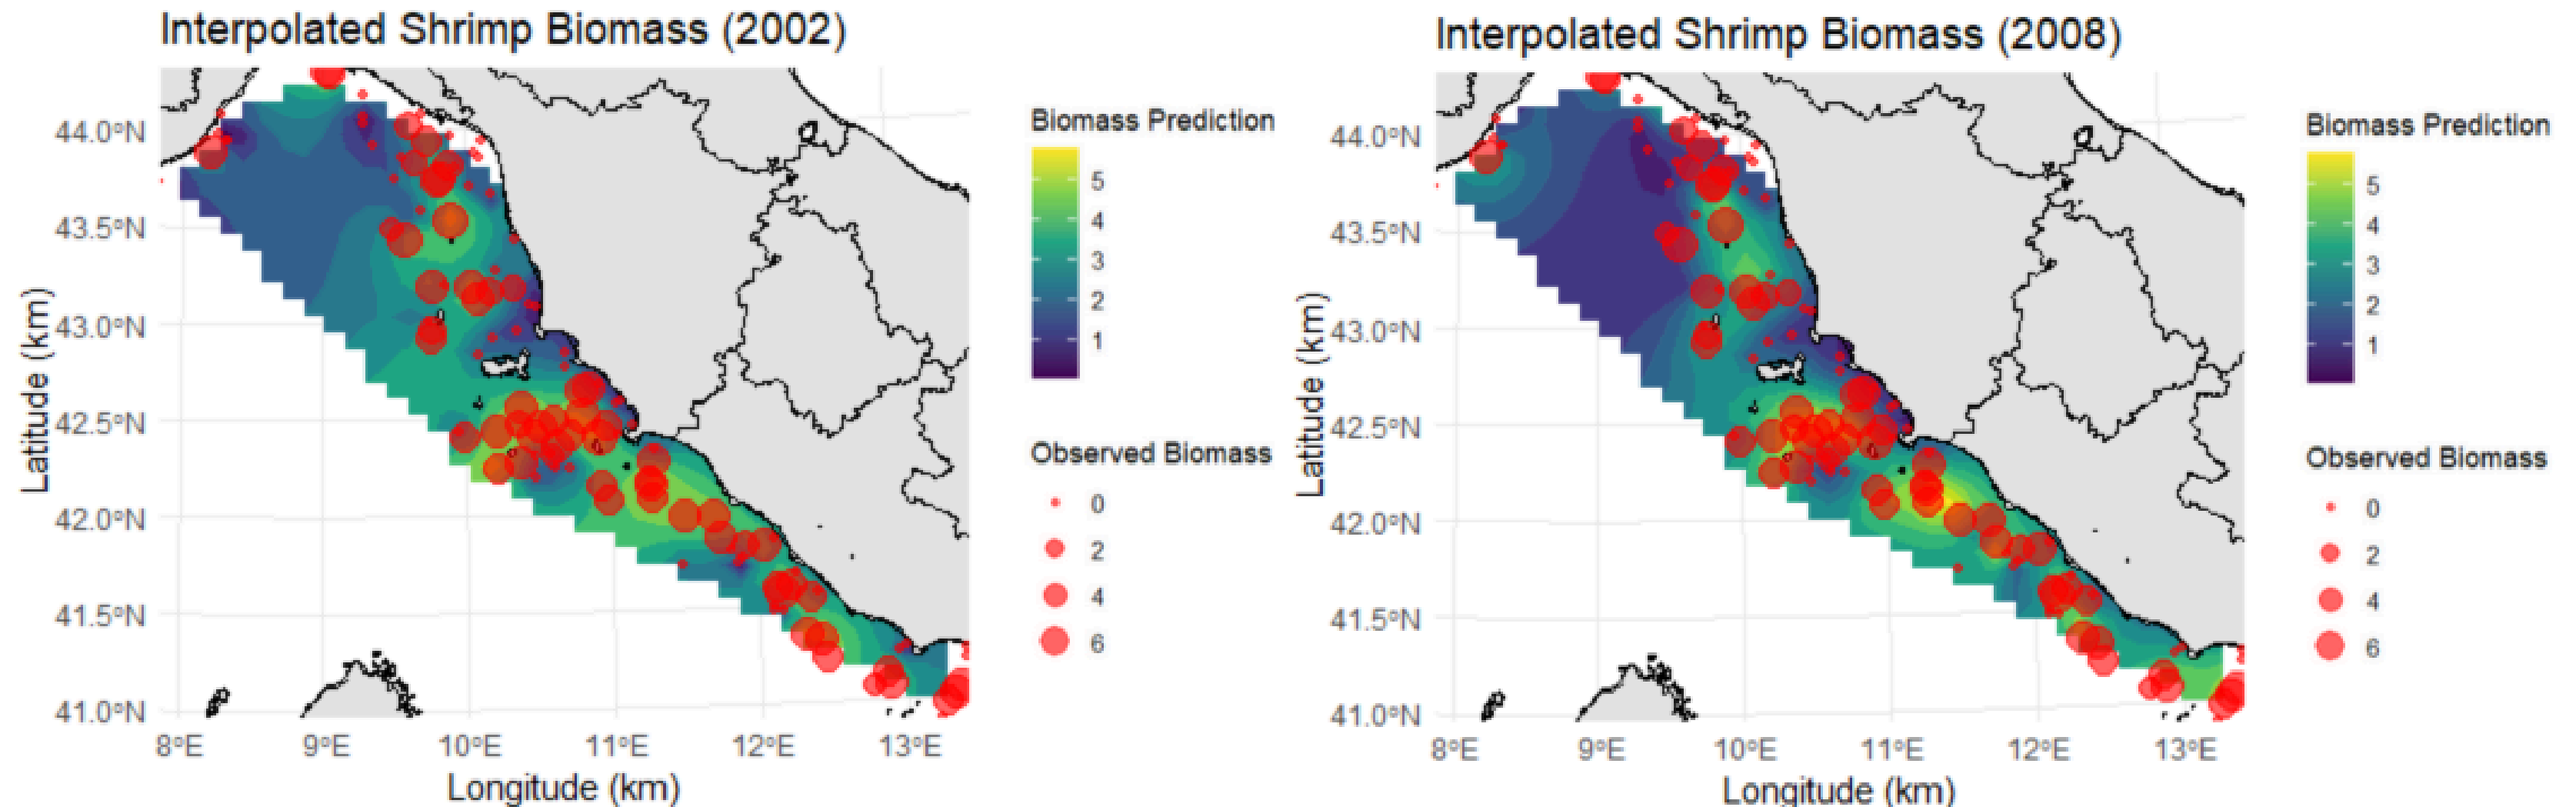 Interpolated Shrimp Biomass (2002)
44.0°N
43.5°N
43.0°N
42.5°N
42.0°N
41.5°N
41.0°N
Latitude (km)
8°E 9°E 10°E 11°E 12°E 13°E
Longitude (km)
Biomass Prediction
5
4
3
2
1
Observed Biomass
0
2
4
6
Interpolated Shrimp Biomass (2008)
44.0°N
43.5°N
43.0°N
42.5°N
42.0°N
41.5°N
41.0°N
Latitude (km)
8°E 9°E 10°E 11°E 12°E 13°E
Longitude (km)
Biomass Prediction
5
4
3
2
1
Observed Biomass
0
2
4
6